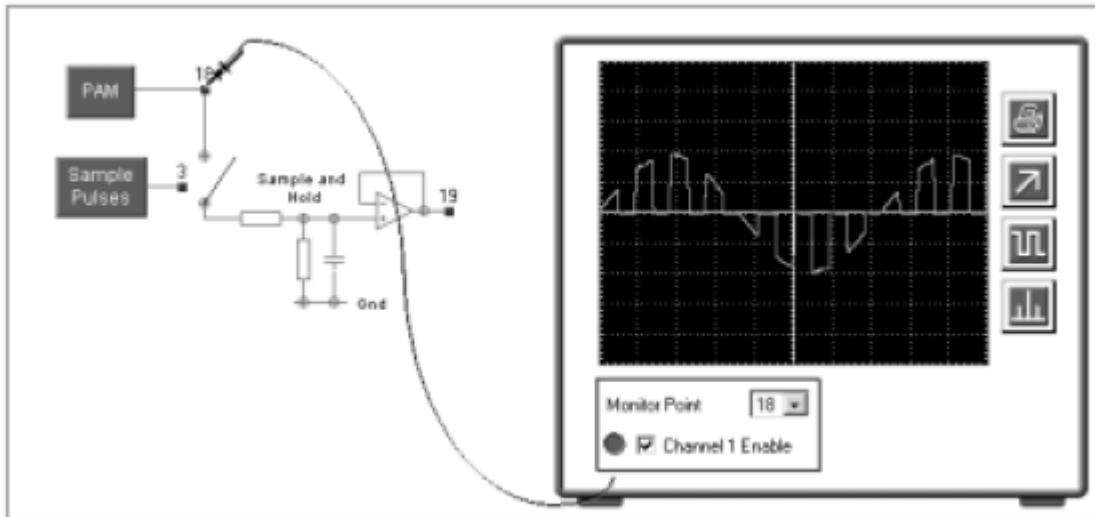 18
PAM
3
Sample
Pulses
Sample and
Hold
19
Gnd
Monitor Point
18
Channel 1 Enable